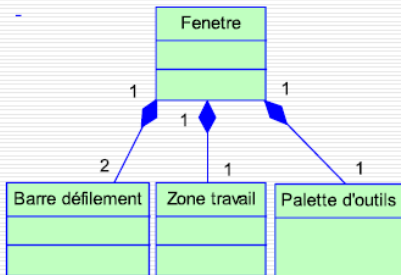 -
Fenetre
1
1
1
2
1
1
Barre défilement
Zone travail
Palette d'outils